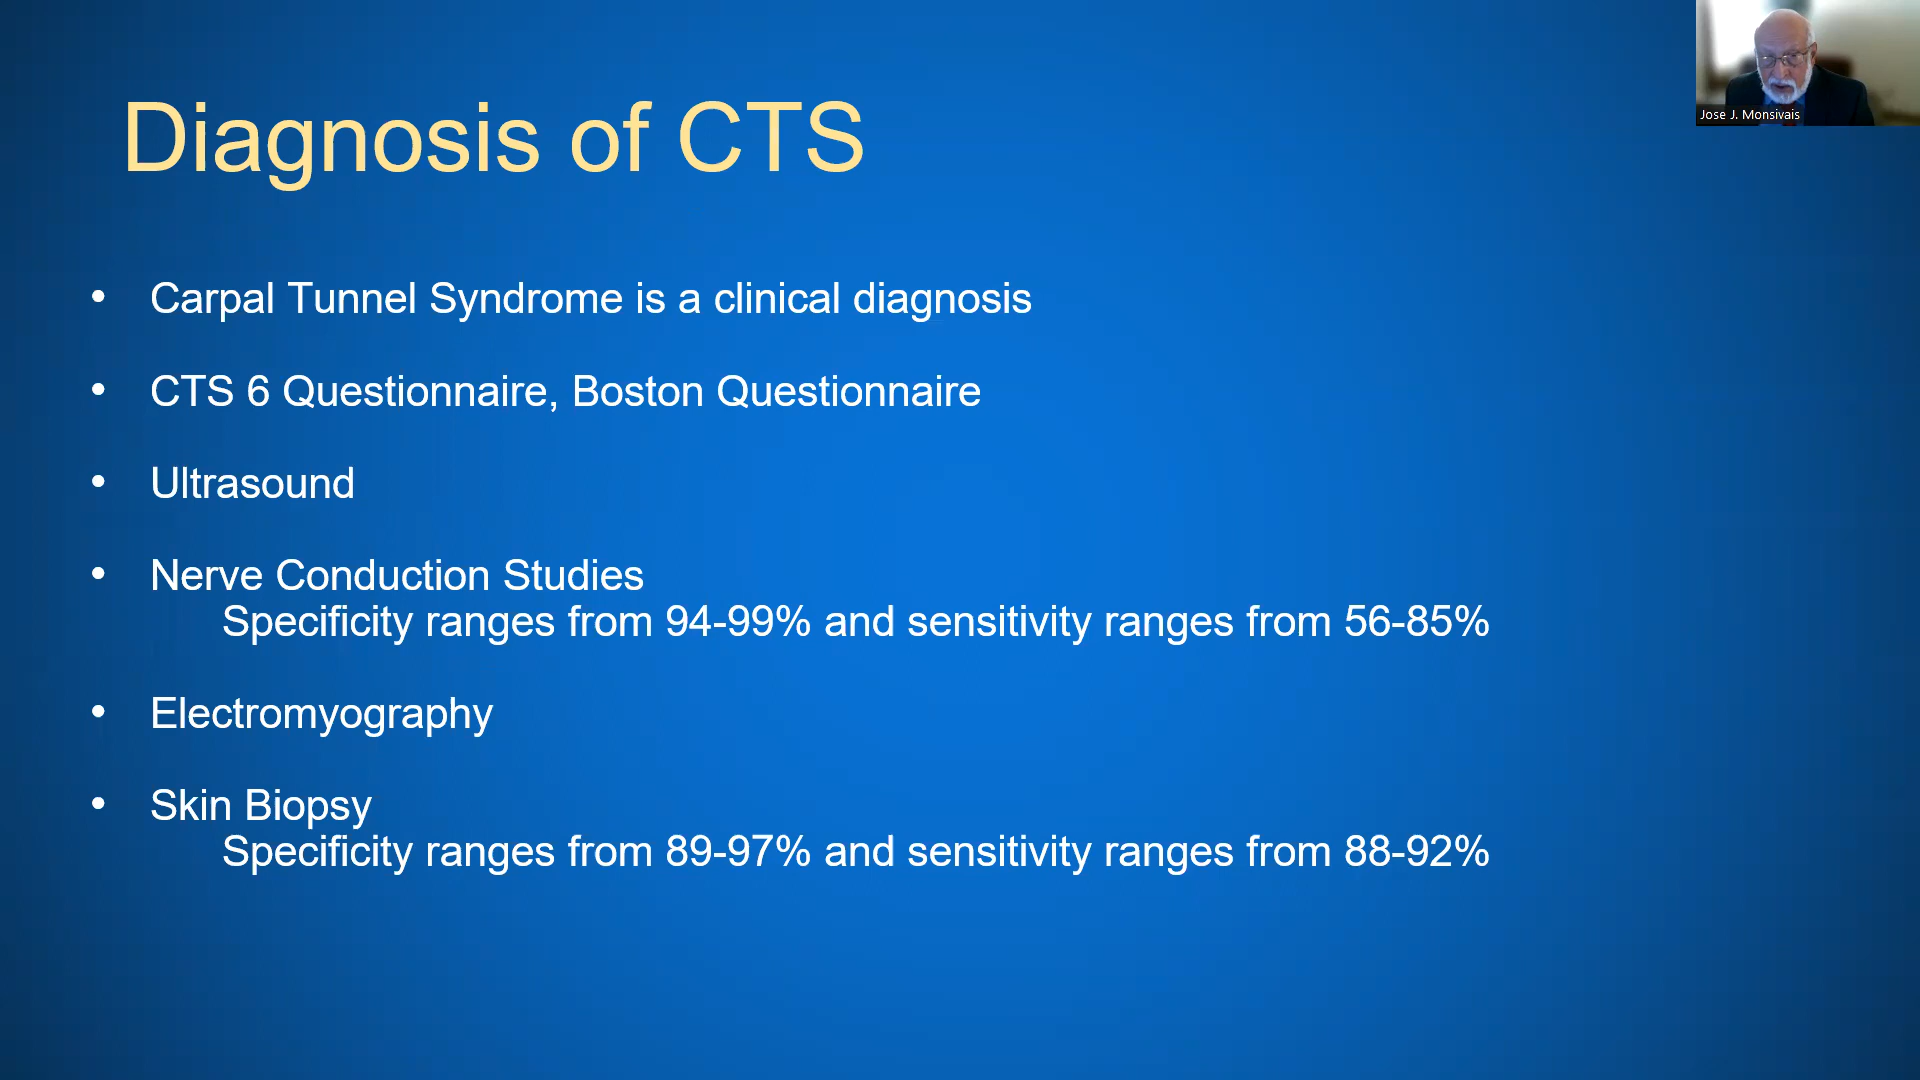 Diagnosis of CTS
Jose J. Monsivais
• Carpal Tunnel Syndrome is a clinical diagnosis
• CTS 6 Questionnaire, Boston Questionnaire
• Ultrasound
• Nerve Conduction Studies
Specificity ranges from 94-99% and sensitivity ranges from 56-85%
• Electromyography
• Skin Biopsy
Specificity ranges from 89-97% and sensitivity ranges from 88-92%